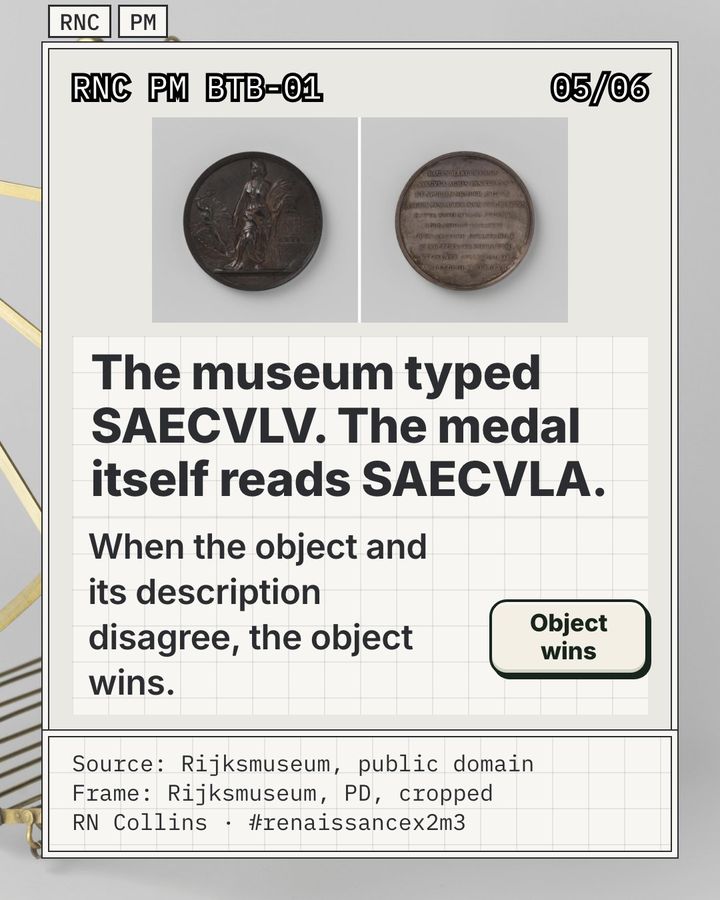 RNC PM
RNC PM BTB-01 05/06
The museum typed
SAECVLV. The medal
itself reads SAECVLA.
When the object and
its description
disagree, the object
wins.
Object
wins
Source: Rijksmuseum, public domain
Frame: Rijksmuseum, PD, cropped
RN Collins · #renaissancex2m3